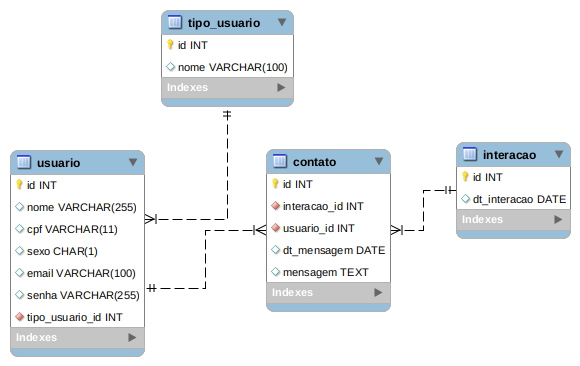 tipo_usuario
id INT
nome VARCHAR(100)
Indexes
usuario
id INT
nome VARCHAR(255)
cpf VARCHAR(11)
sexo CHAR(1)
email VARCHAR(100)
senha VARCHAR(255)
tipo_usuario_id INT
Indexes
contato
id INT
interacao_id INT
usuario_id INT
dt_mensagem DATE
mensagem TEXT
Indexes
interacao
id INT
dt_interacao DATE
Indexes